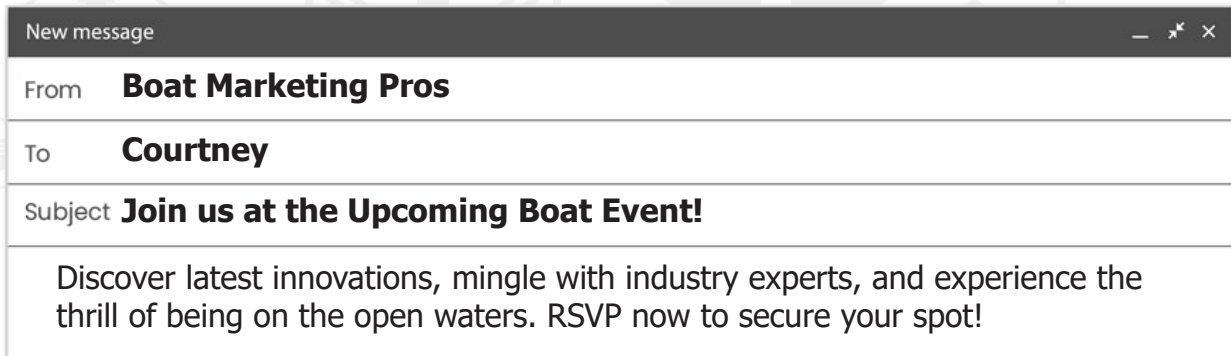 New message
From Boat Marketing Pros
To Courtney
Subject Join us at the Upcoming Boat Event!
Discover latest innovations, mingle with industry experts, and experience the
thrill of being on the open waters. RSVP now to secure your spot!